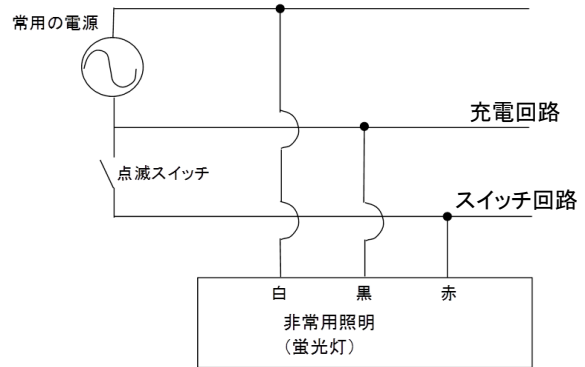 常用の電源
充電回路
点滅スイッチ
スイッチ回路
白 黒 赤
非常用照明
(蛍光灯)